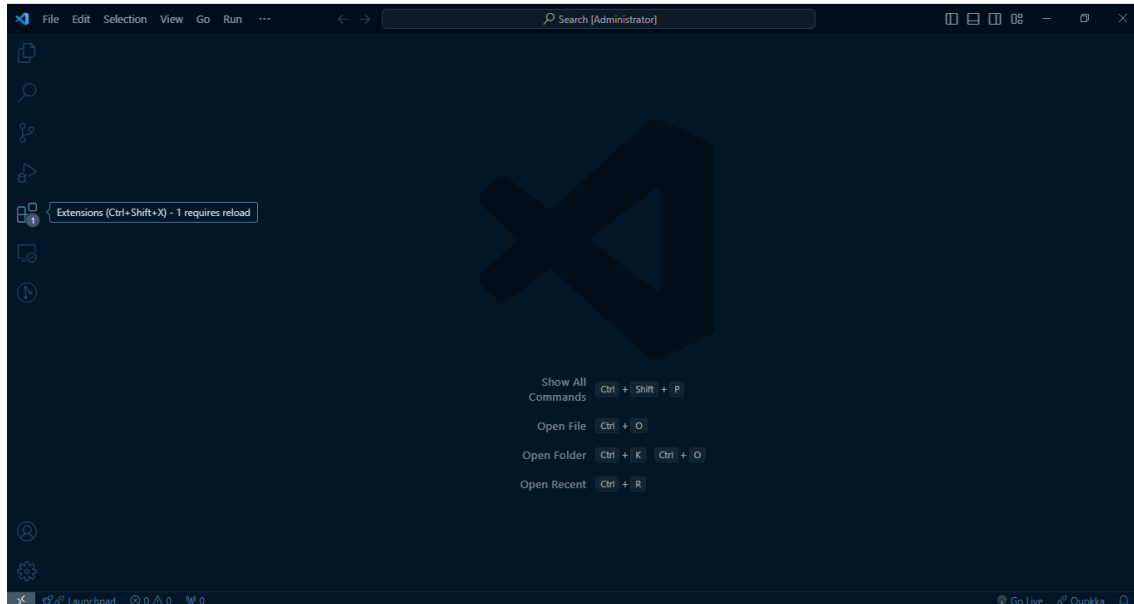 File Edit Selection View Go Run ...
Search [Administrator]
Extensions (Ctrl+Shift+X) - 1 requires reload
1
Show All
Commands
Ctrl + Shift + P
Open File Ctrl + O
Open Folder Ctrl + K Ctrl + O
Open Recent Ctrl + R
Launchpad 0 0 0 Go Live Quokka